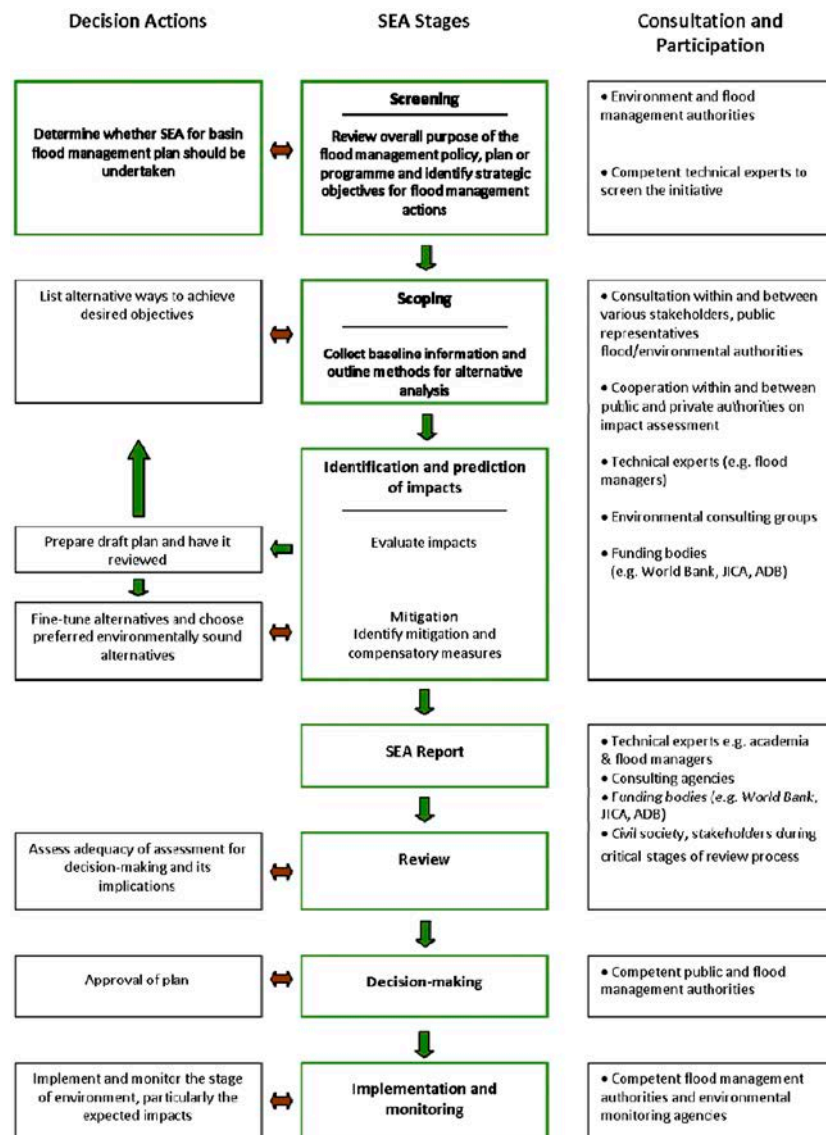 Decision Actions
SEA Stages
Consultation and
Participation
Determine whether SEA for basin
flood management plan should be
undertaken
Screening
Review overall purpose of the
flood management policy, plan or
programme and identify strategic
objectives for flood management
actions
• Environment and flood
management authorities
• Competent technical experts to
screen the initiative
List alternative ways to achieve
desired objectives
Scoping
Collect baseline information and
outline methods for alternative
analysis
• Consultation within and between
various stakeholders, public
representatives
flood/environmental authorities
• Cooperation within and between
public and private authorities on
impact assessment
• Technical experts (e.g. flood
managers)
• Environmental consulting groups
• Funding bodies
(e.g. World Bank, JICA, ADB)
Identification and prediction
of impacts
Evaluate impacts
Prepare draft plan and have it
reviewed
Fine-tune alternatives and choose
preferred environmentally sound
alternatives
Mitigation
Identify mitigation and
compensatory measures
SEA Report
• Technical experts e.g. academia
& flood managers
• Consulting agencies
• Funding bodies (e.g. World Bank,
JICA, ADB)
• Civil society, stakeholders during
critical stages of review process
Assess adequacy of assessment for
decision-making and its
implications
Review
Approval of plan
Decision-making
• Competent public and flood
management authorities
Implement and monitor the stage
of environment, particularly the
expected impacts
Implementation and
monitoring
• Competent flood management
authorities and environmental
monitoring agencies